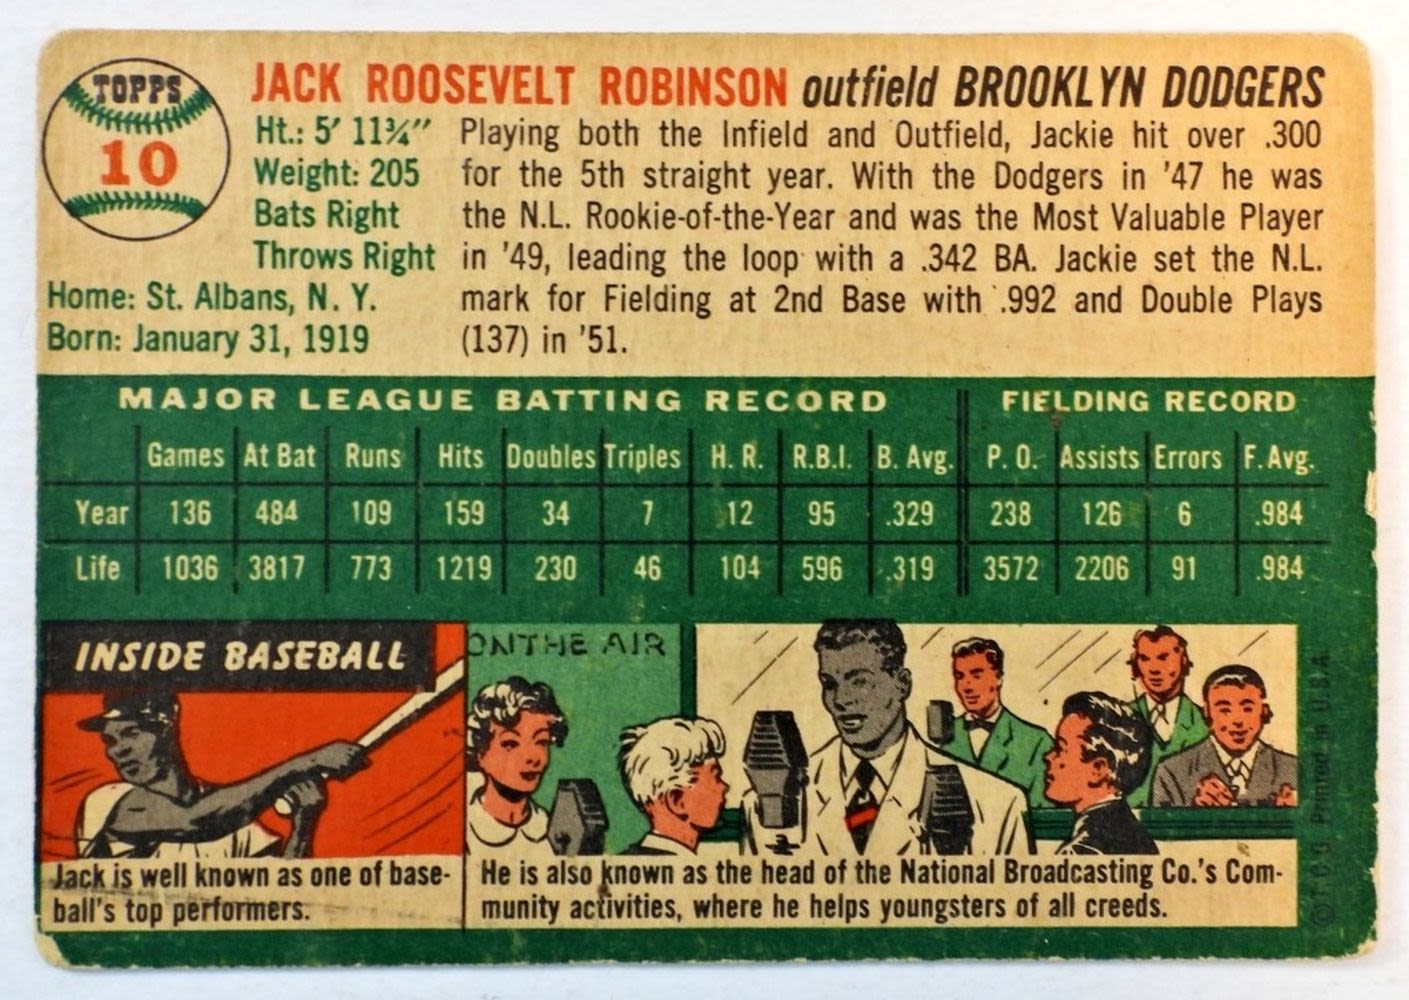 TOPPS
10
JACK ROOSEVELT ROBINSON outfield BROOKLYN DODGERS
Ht.: 5′ 11¾″
Weight: 205
Bats Right
Throws Right
Home: St. Albans, N. Y.
Born: January 31, 1919
Playing both the Infield and Outfield, Jackie hit over .300
for the 5th straight year. With the Dodgers in '47 he was
the N.L. Rookie-of-the-Year and was the Most Valuable Player
in '49, leading the loop with a .342 BA. Jackie set the N.L.
mark for Fielding at 2nd Base with .992 and Double Plays
(137) in '51.
MAJOR LEAGUE BATTING RECORD FIELDING RECORD
Games At Bat Runs Hits Doubles Triples H. R. R.B.I. B. Avg. P. O. Assists Errors F. Avg.
Year 136 484 109 159 34 7 12 95 .329 238 126 6 .984
Life 1036 3817 773 1219 230 46 104 596 .319 3572 2206 91 .984
INSIDE BASEBALL
ON THE AIR
Jack is well known as one of base-
ball's top performers.
He is also known as the head of the National Broadcasting Co.'s Com-
munity activities, where he helps youngsters of all creeds.
© T.C.G. Printed in U.S.A.